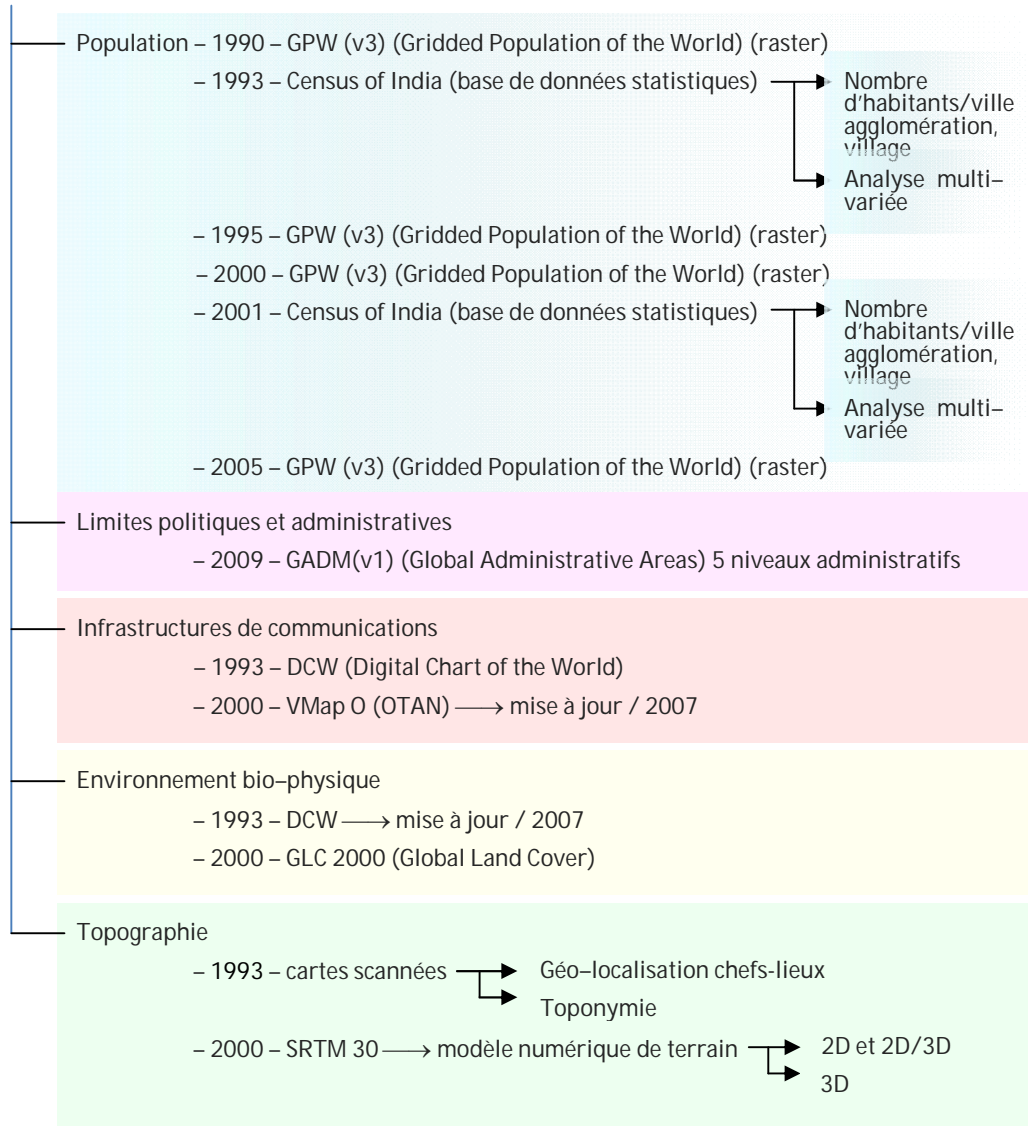 Population – 1990 – GPW (v3) (Gridded Population of the World) (raster)
– 1993 – Census of India (base de données statistiques)
Nombre
d'habitants/ville
agglomération,
village
Analyse multi–
variée
– 1995 – GPW (v3) (Gridded Population of the World) (raster)
– 2000 – GPW (v3) (Gridded Population of the World) (raster)
– 2001 – Census of India (base de données statistiques)
Nombre
d'habitants/ville
agglomération,
village
Analyse multi–
variée
– 2005 – GPW (v3) (Gridded Population of the World) (raster)
Limites politiques et administratives
– 2009 – GADM(v1) (Global Administrative Areas) 5 niveaux administratifs
Infrastructures de communications
– 1993 – DCW (Digital Chart of the World)
– 2000 – VMap 0 (OTAN) ⟶ mise à jour / 2007
Environnement bio–physique
– 1993 – DCW ⟶ mise à jour / 2007
– 2000 – GLC 2000 (Global Land Cover)
Topographie
– 1993 – cartes scannées
Géo–localisation chefs-lieux
Toponymie
– 2000 – SRTM 30 ⟶ modèle numérique de terrain
2D et 2D/3D
3D